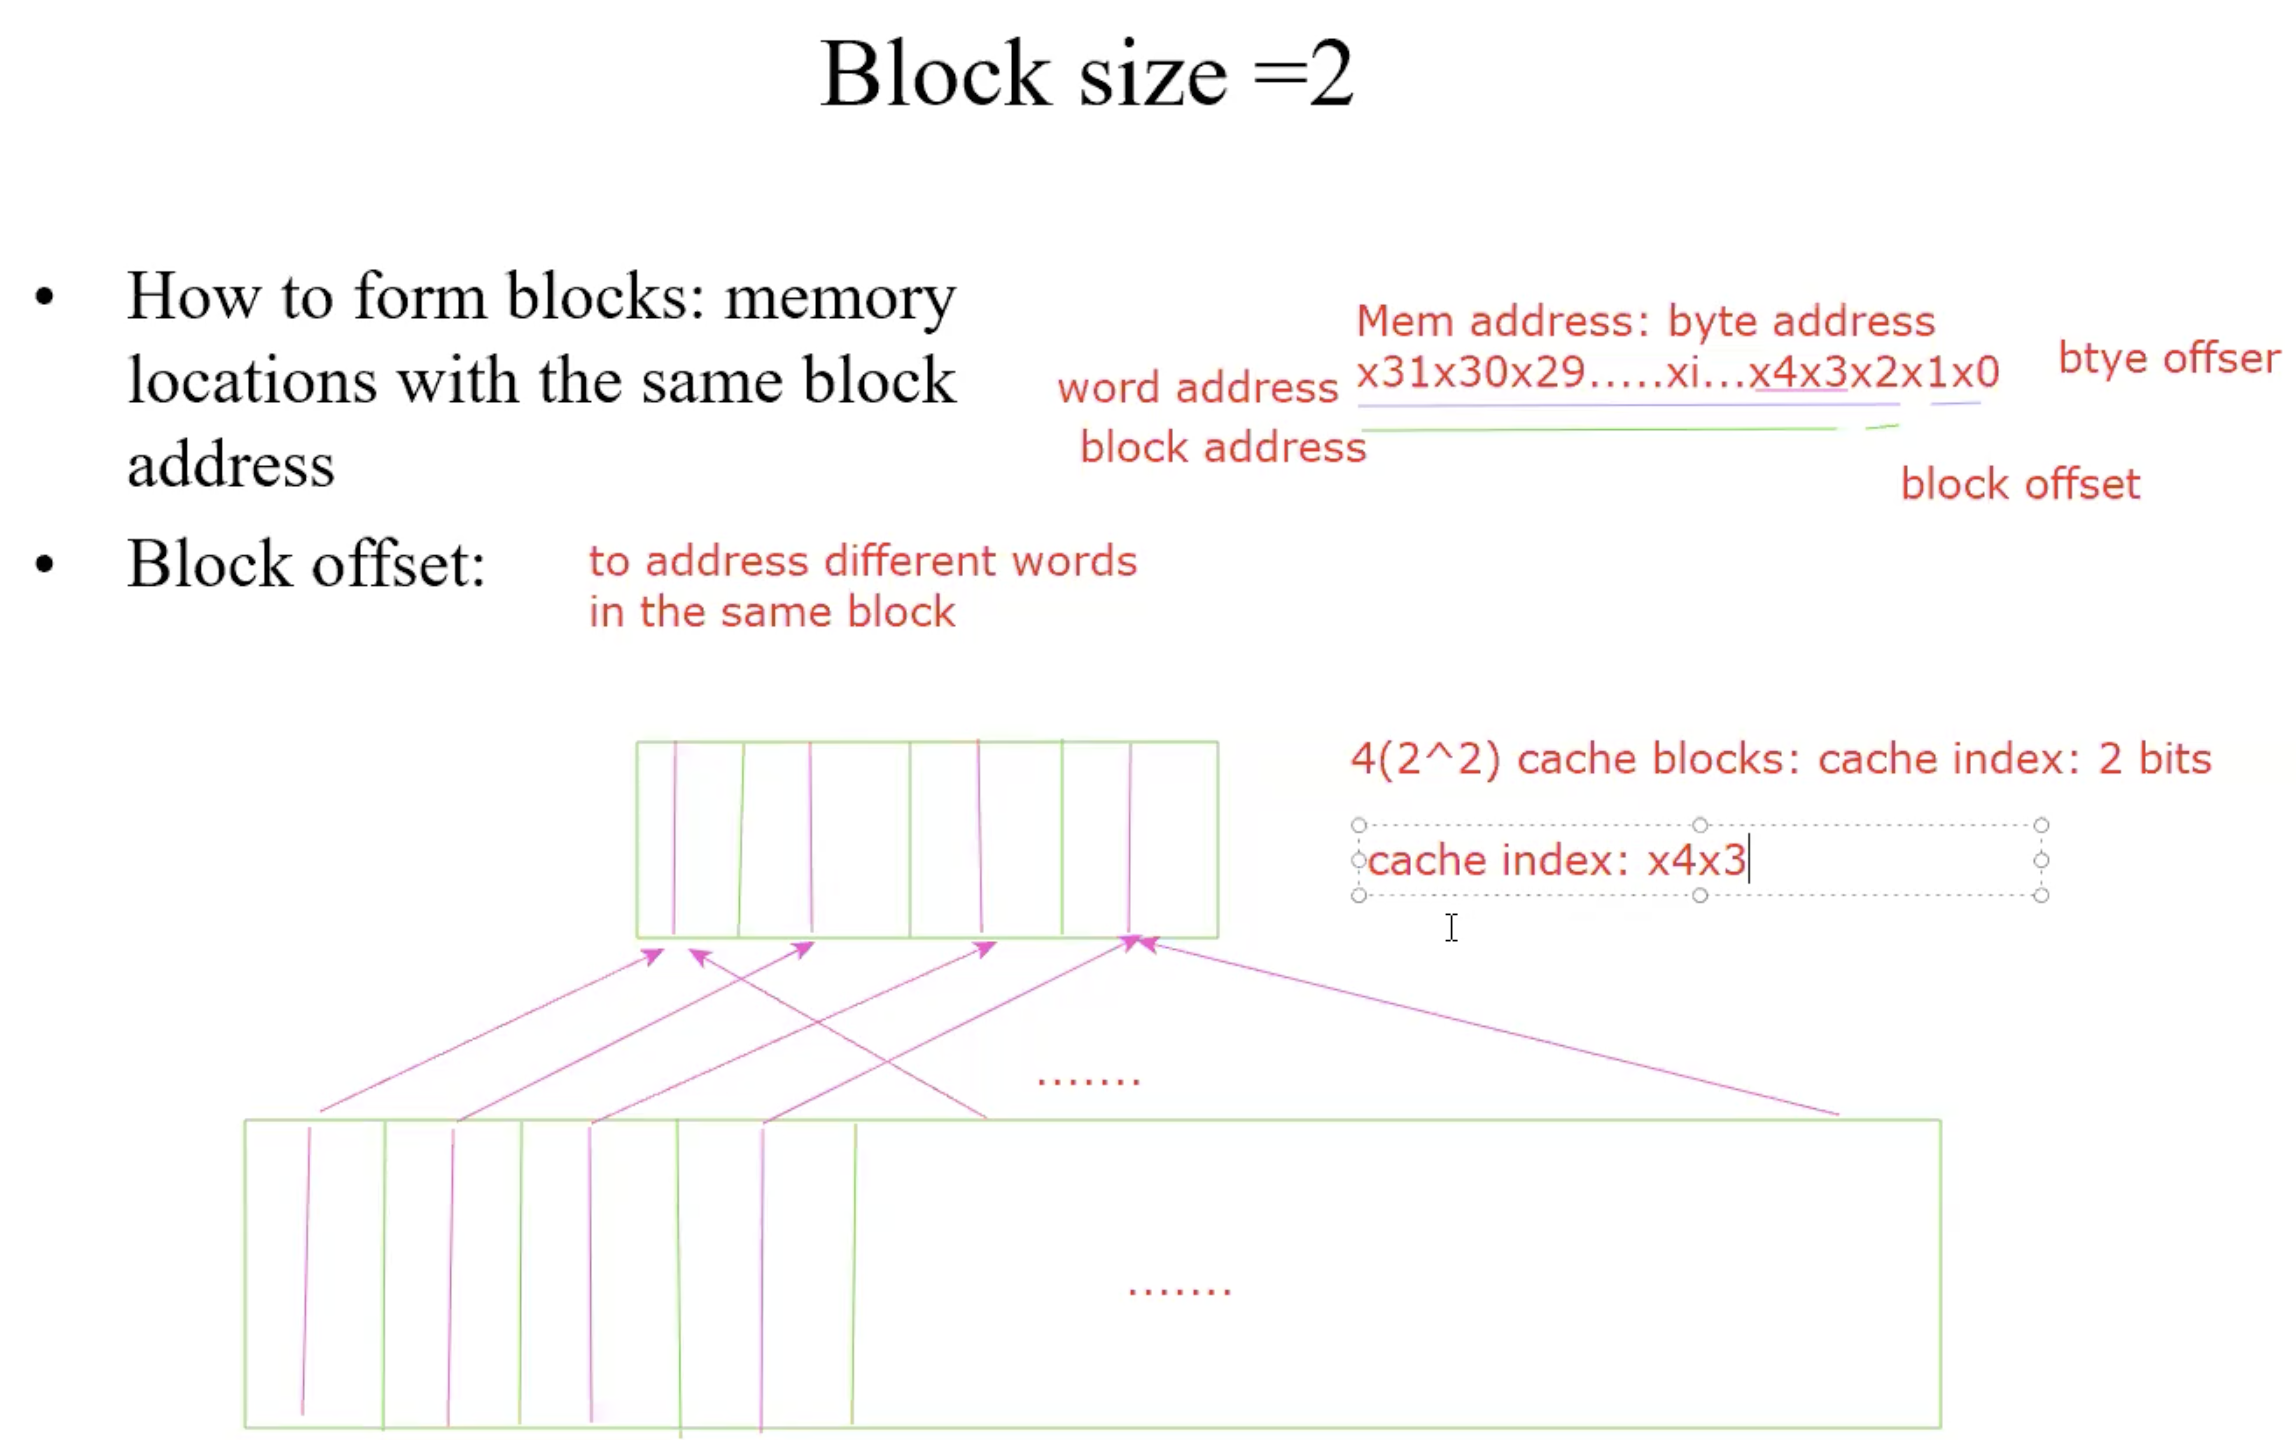 Block size =2
• How to form blocks: memory
locations with the same block
address
Mem address: byte address
x31x30x29.....xi...x4x3x2x1x0
btye offser
word address
block address
block offset
• Block offset:
to address different words
in the same block
4(2^2) cache blocks: cache index: 2 bits
cache index: x4x3
.......
.......